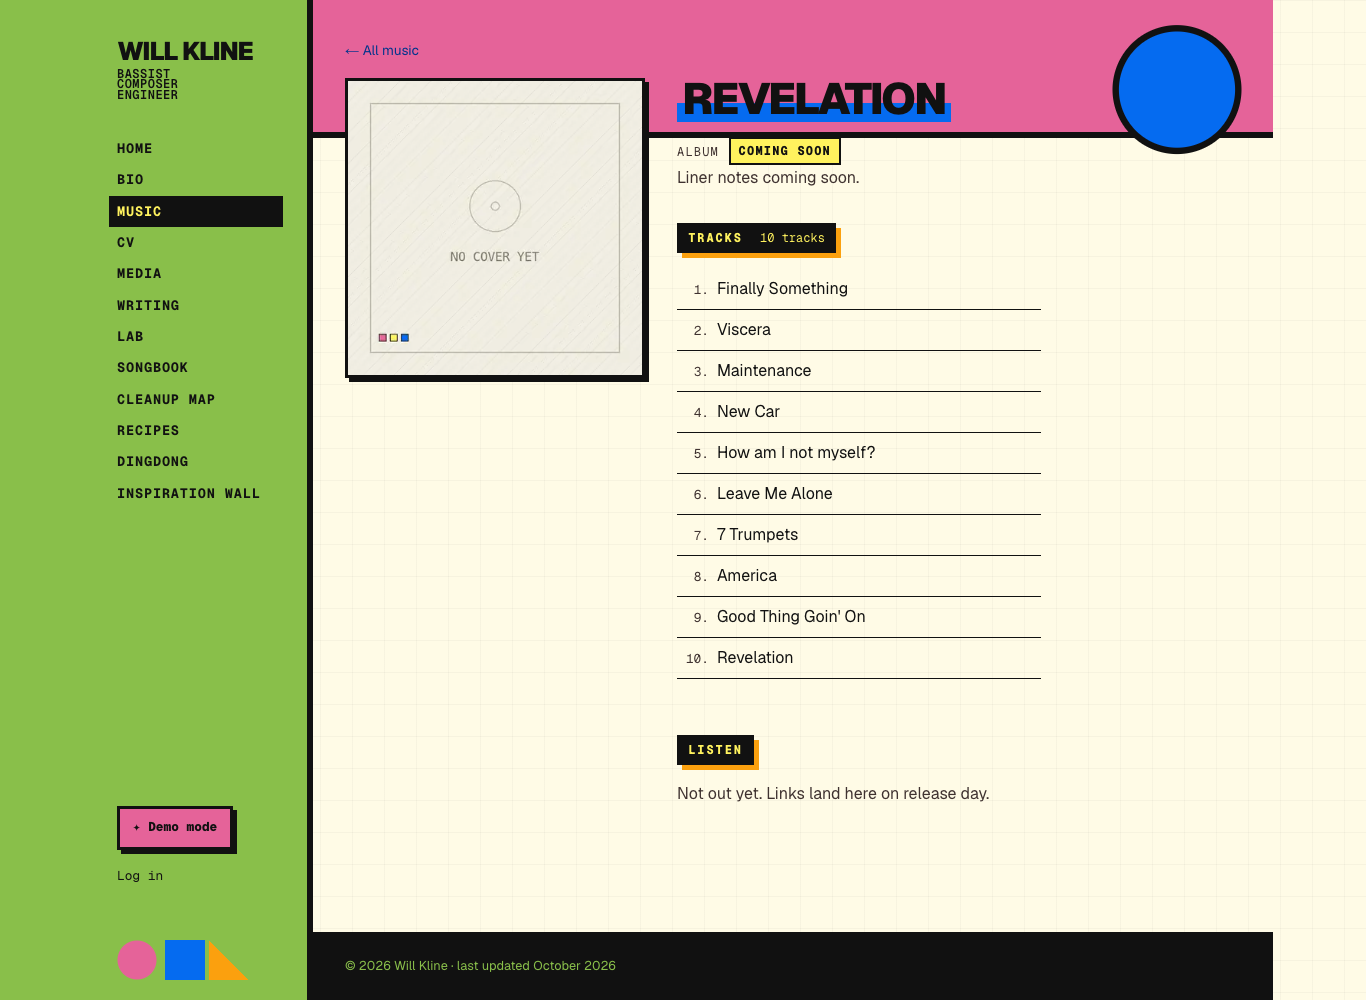 WILL KLINE
BASSIST
COMPOSER
ENGINEER
HOME
BIO
MUSIC
CV
MEDIA
WRITING
LAB
SONGBOOK
CLEANUP MAP
RECIPES
DINGDONG
INSPIRATION WALL
✦ Demo mode
Log in
← All music
NO COVER YET
REVELATION
ALBUM COMING SOON
Liner notes coming soon.
TRACKS 10 tracks
1. Finally Something
2. Viscera
3. Maintenance
4. New Car
5. How am I not myself?
6. Leave Me Alone
7. 7 Trumpets
8. America
9. Good Thing Goin' On
10. Revelation
LISTEN
Not out yet. Links land here on release day.
© 2026 Will Kline · last updated October 2026